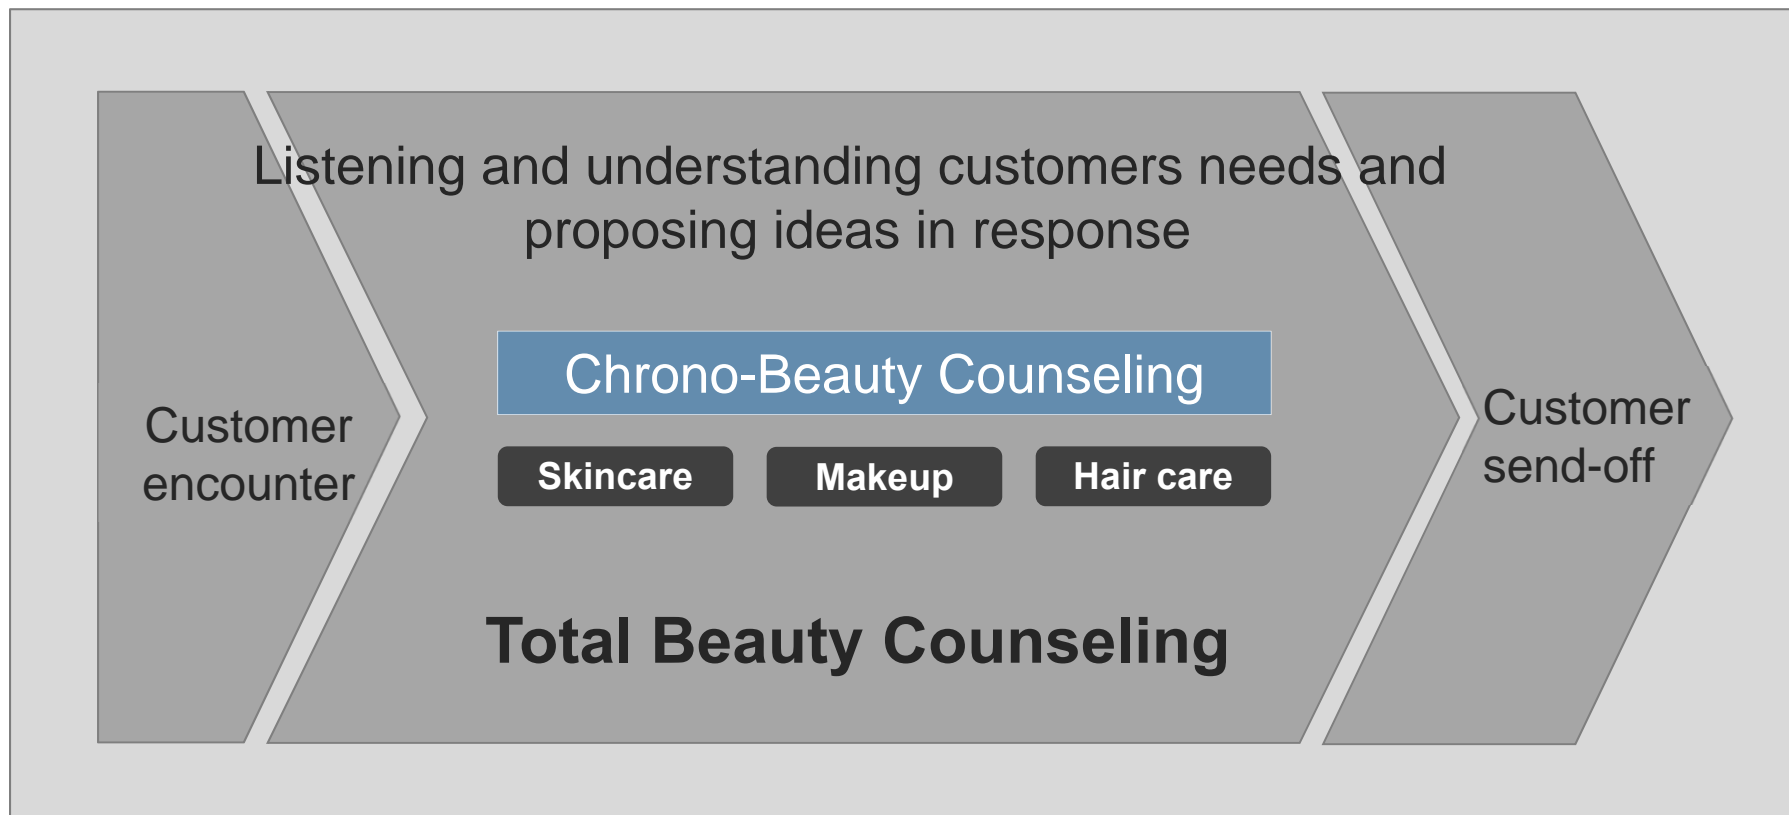 Listening and understanding customers needs and
proposing ideas in response
Chrono-Beauty Counseling
Customer
encounter
Skincare
Makeup
Hair care
Customer
send-off
Total Beauty Counseling